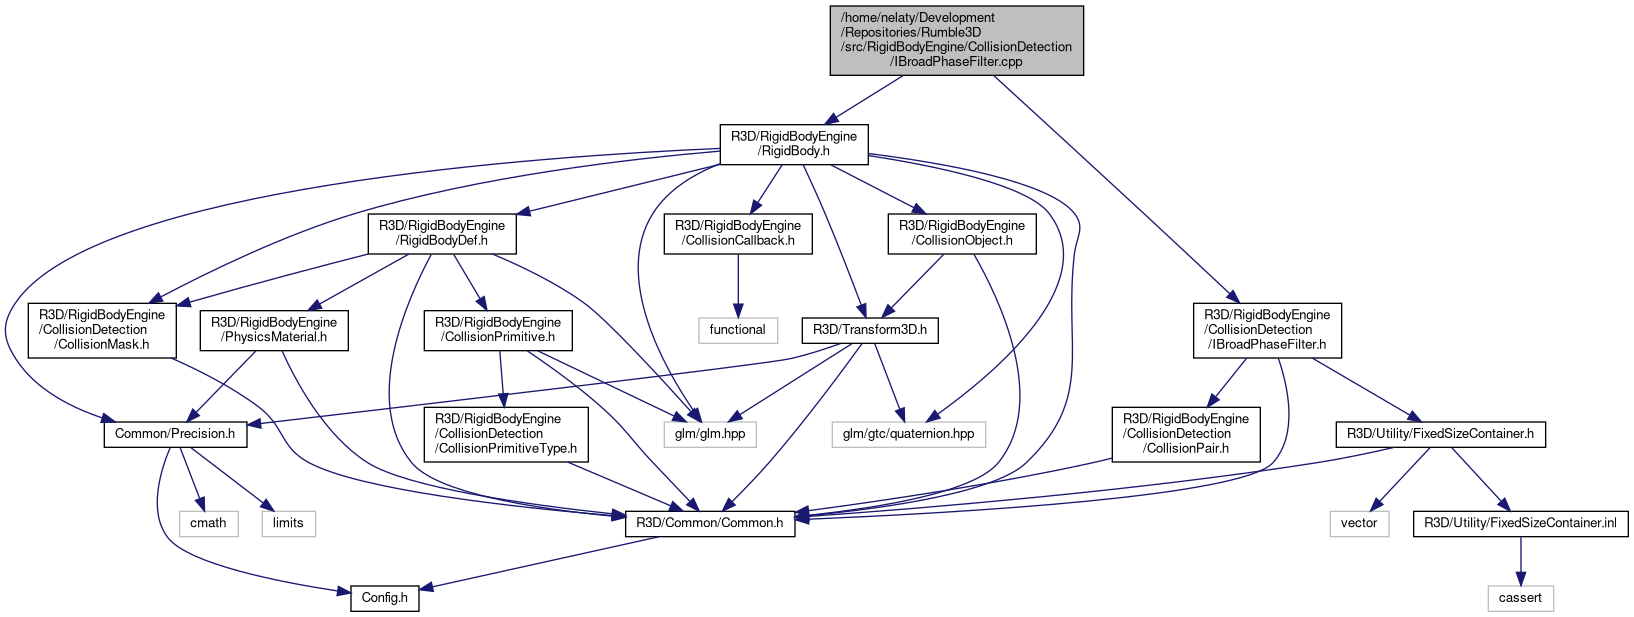 /home/nelaty/Development
/Repositories/Rumble3D
/src/RigidBodyEngine/CollisionDetection
/IBroadPhaseFilter.cpp
R3D/RigidBodyEngine
/RigidBody.h
R3D/RigidBodyEngine
/RigidBodyDef.h
R3D/RigidBodyEngine
/CollisionCallback.h
R3D/RigidBodyEngine
/CollisionObject.h
R3D/RigidBodyEngine
/CollisionDetection
/CollisionMask.h
R3D/RigidBodyEngine
/PhysicsMaterial.h
R3D/RigidBodyEngine
/CollisionPrimitive.h
functional
R3D/Transform3D.h
R3D/RigidBodyEngine
/CollisionDetection
/IBroadPhaseFilter.h
Common/Precision.h
R3D/RigidBodyEngine
/CollisionDetection
/CollisionPrimitiveType.h
glm/glm.hpp
glm/gtc/quaternion.hpp
R3D/RigidBodyEngine
/CollisionDetection
/CollisionPair.h
R3D/Utility/FixedSizeContainer.h
cmath
limits
R3D/Common/Common.h
vector
R3D/Utility/FixedSizeContainer.inl
Config.h
cassert